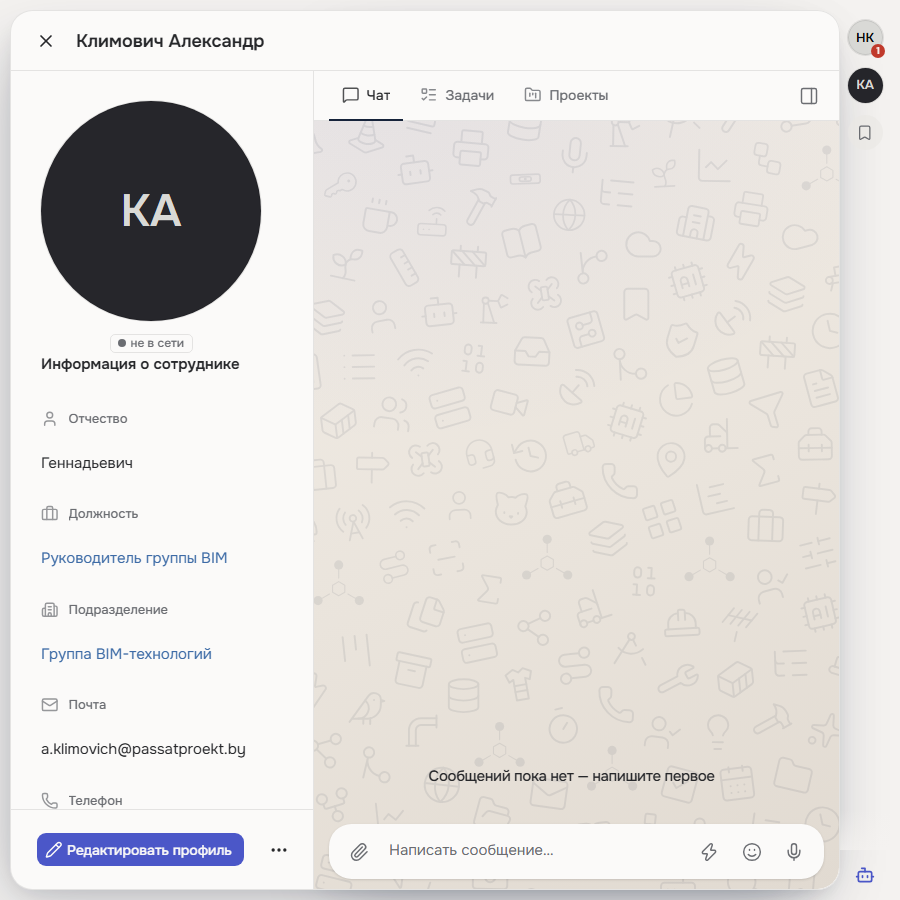 Климович Александр
НК
1
КА
Чат
Задачи
Проекты
КА
не в сети
Информация о сотруднике
Отчество
Геннадьевич
Должность
Руководитель группы BIM
Подразделение
Группа BIM-технологий
Почта
a.klimovich@passatproekt.by
Телефон
Редактировать профиль
Сообщений пока нет — напишите первое
Написать сообщение...